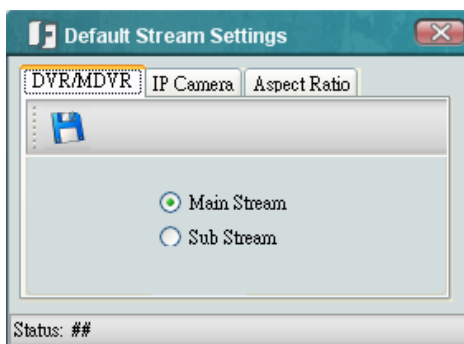 Default Stream Settings
DVR/MDVR IP Camera Aspect Ratio
Main Stream
Sub Stream
Status: ##